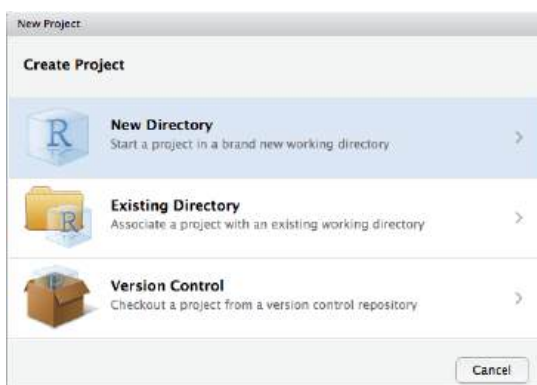 New Project
Create Project
R
New Directory
Start a project in a brand new working directory
R
Existing Directory
Associate a project with an existing working directory
Version Control
Checkout a project from a version control repository
Cancel